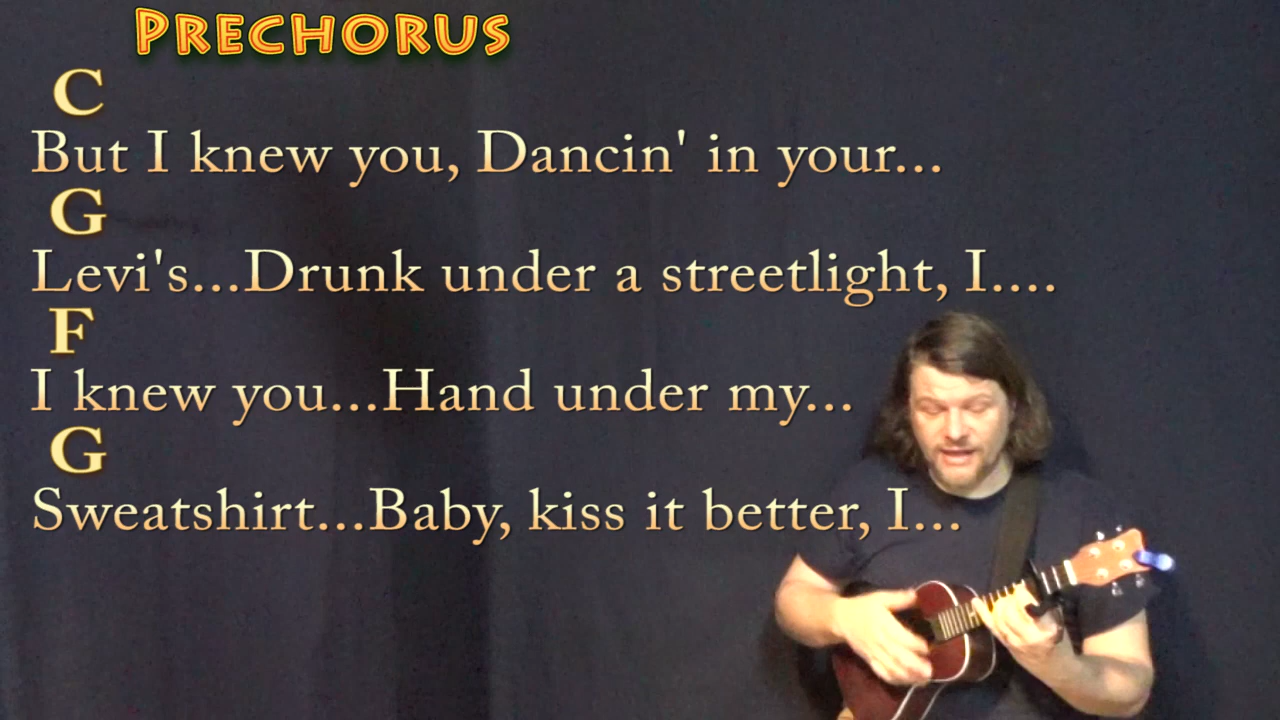 PRECHORUS
C
But I knew you, Dancin' in your...
G
Levi's...Drunk under a streetlight, I....
F
I knew you...Hand under my...
G
Sweatshirt...Baby, kiss it better, I...